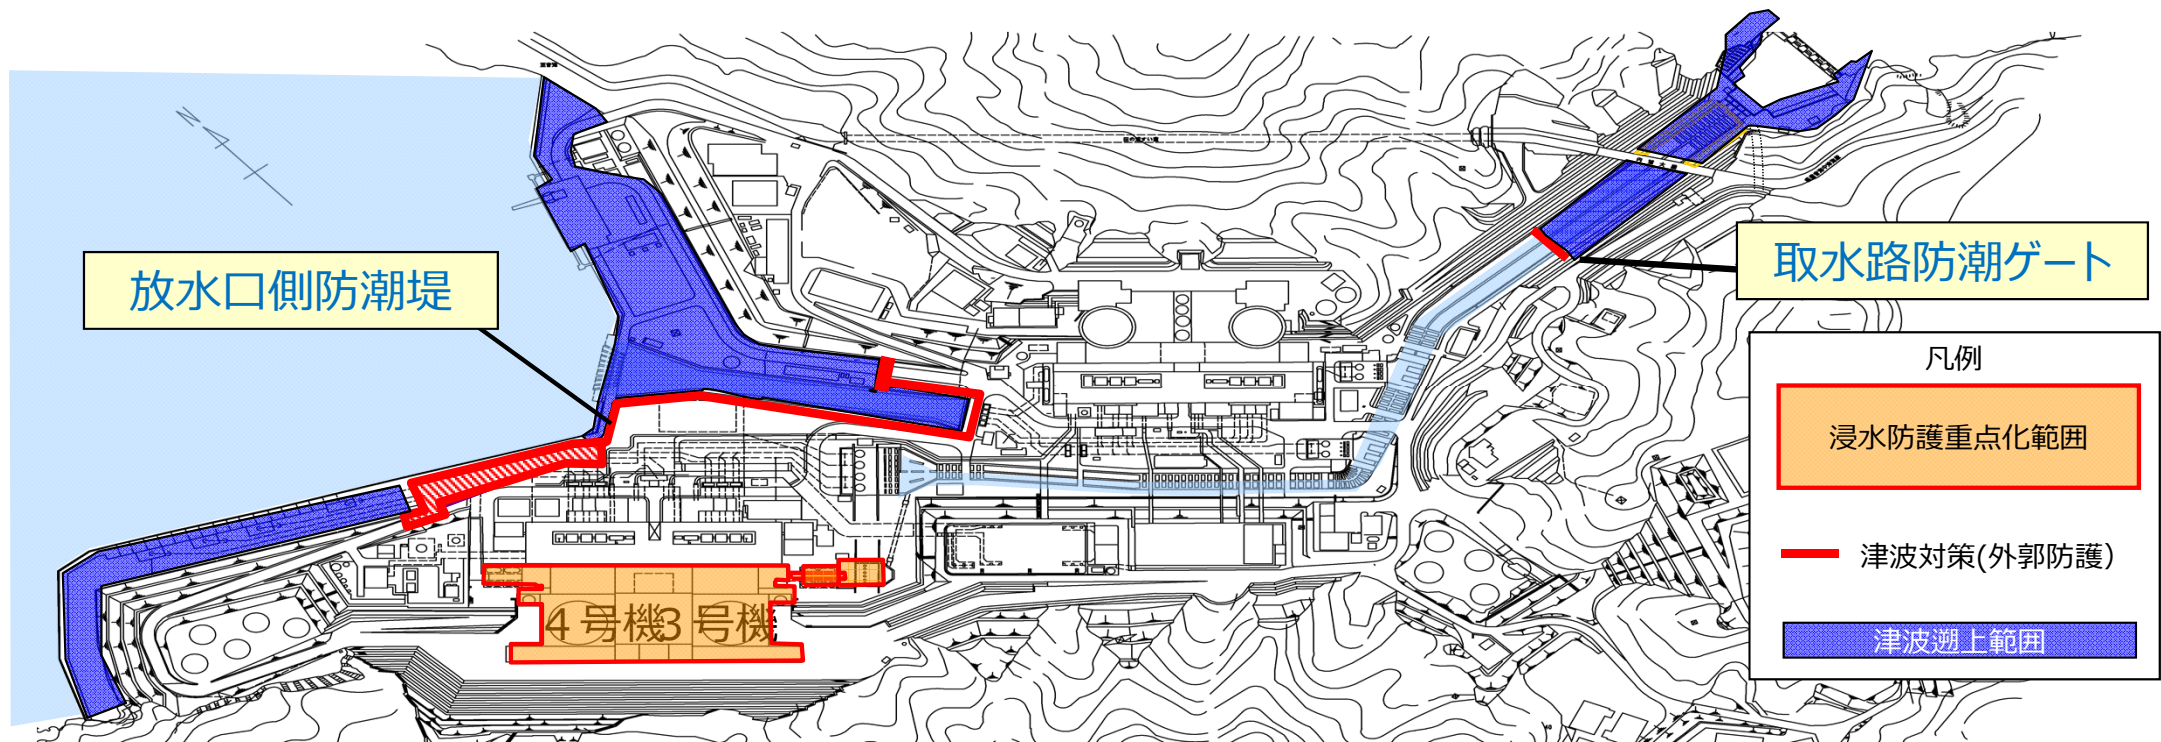 N
放水口側防潮堤
取水路防潮ゲート
凡例
浸水防護重点化範囲
津波対策(外郭防護)
津波遡上範囲
4号機
3号機